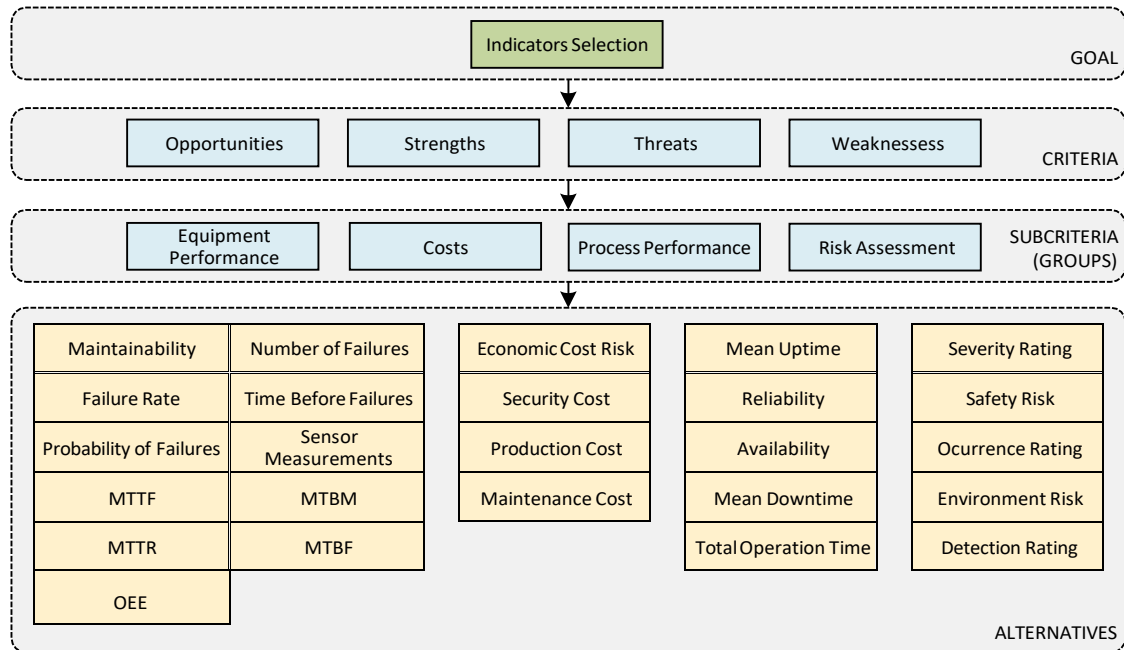 Indicators Selection
GOAL
Opportunities
Strengths
Threats
Weaknessess
CRITERIA
Equipment
Performance
Costs
Process Performance
Risk Assessment
SUBCRITERIA
(GROUPS)
Maintainability
Number of Failures
Economic Cost Risk
Mean Uptime
Severity Rating
Failure Rate
Time Before Failures
Security Cost
Reliability
Safety Risk
Probability of Failures
Sensor
Measurements
Production Cost
Availability
Ocurrence Rating
MTTF
MTBM
Maintenance Cost
Mean Downtime
Environment Risk
MTTR
MTBF
Total Operation Time
Detection Rating
OEE
ALTERNATIVES